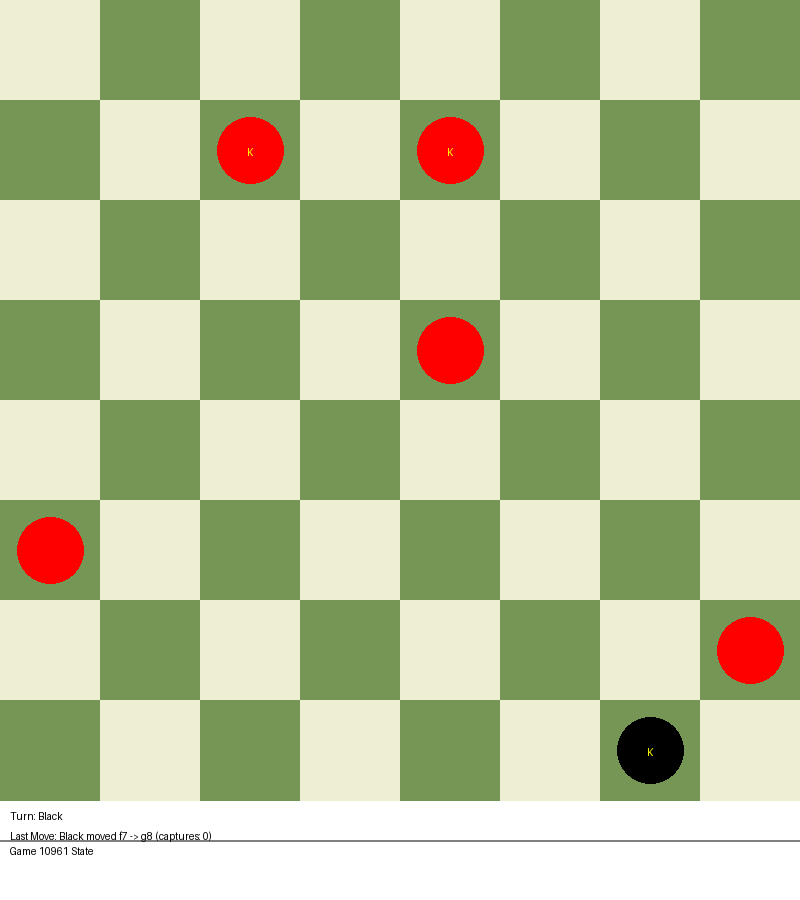 K
K
K
Turn: Black
Last Move: Black moved f7 -> g8 (captures: 0)
Game 10961 State